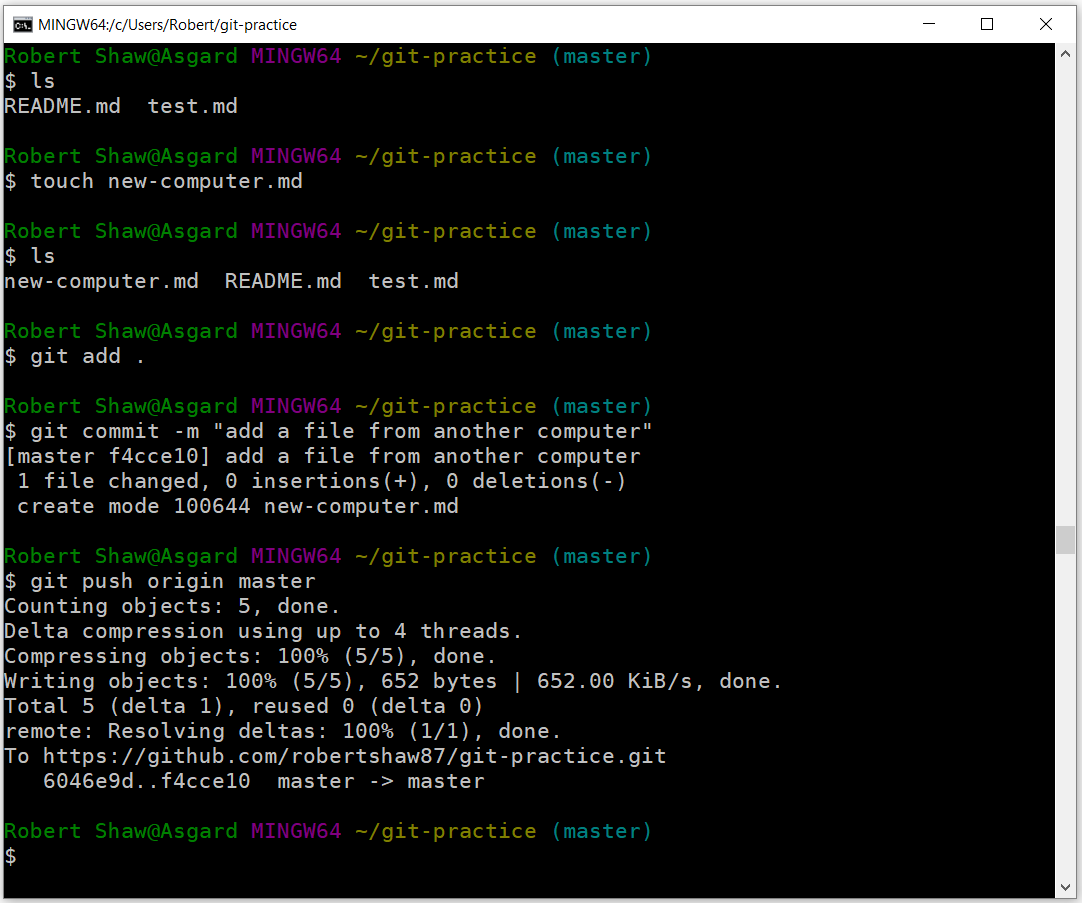 MINGW64:/c/Users/Robert/git-practice
Robert Shaw@Asgard MINGW64 ~/git-practice (master)
$ ls
README.md  test.md

Robert Shaw@Asgard MINGW64 ~/git-practice (master)
$ touch new-computer.md

Robert Shaw@Asgard MINGW64 ~/git-practice (master)
$ ls
new-computer.md  README.md  test.md

Robert Shaw@Asgard MINGW64 ~/git-practice (master)
$ git add .

Robert Shaw@Asgard MINGW64 ~/git-practice (master)
$ git commit -m "add a file from another computer"
[master f4cce10] add a file from another computer
 1 file changed, 0 insertions(+), 0 deletions(-)
 create mode 100644 new-computer.md

Robert Shaw@Asgard MINGW64 ~/git-practice (master)
$ git push origin master
Counting objects: 5, done.
Delta compression using up to 4 threads.
Compressing objects: 100% (5/5), done.
Writing objects: 100% (5/5), 652 bytes | 652.00 KiB/s, done.
Total 5 (delta 1), reused 0 (delta 0)
remote: Resolving deltas: 100% (1/1), done.
To https://github.com/robertshaw87/git-practice.git
   6046e9d..f4cce10  master -> master

Robert Shaw@Asgard MINGW64 ~/git-practice (master)
$